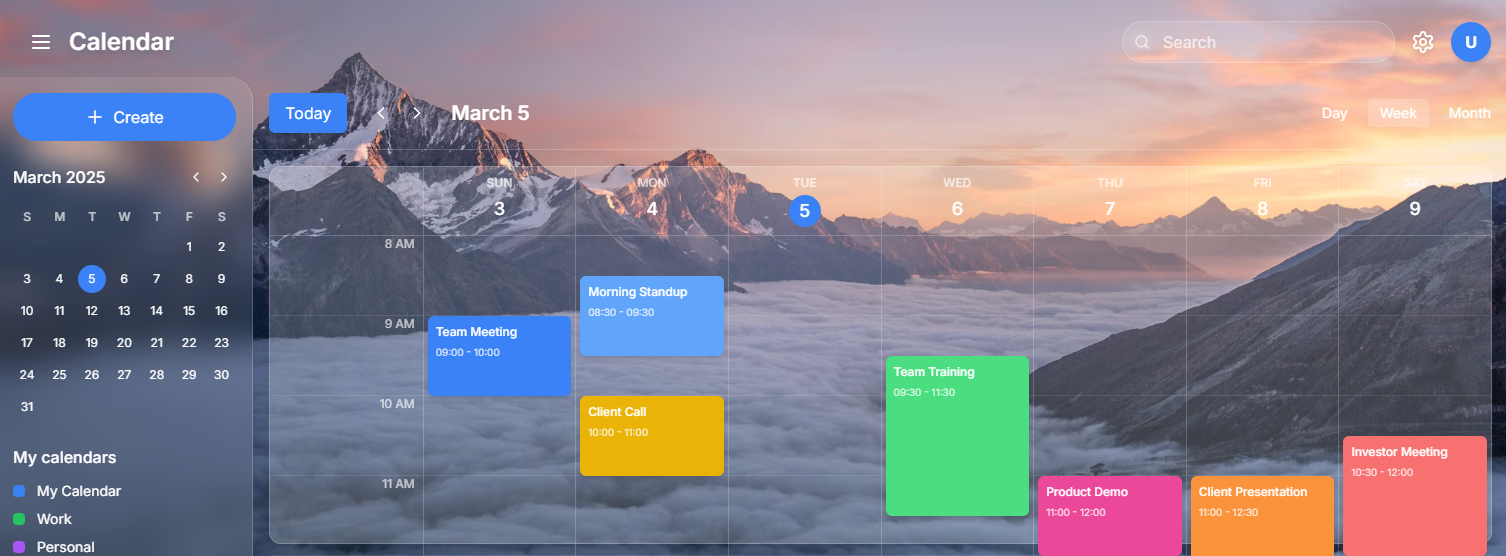 Calendar
Search
U
Create
Today
March 5
Day Week Month
March 2025
S M T W T F S
1 2
3 4 5 6 7 8 9
10 11 12 13 14 15 16
17 18 19 20 21 22 23
24 25 26 27 28 29 30
31
My calendars
My Calendar
Work
Personal
SUN MON TUE WED THU FRI SAT
3 4 5 6 7 8 9
8 AM
9 AM
10 AM
11 AM
Team Meeting
09:00 - 10:00
Morning Standup
08:30 - 09:30
Client Call
10:00 - 11:00
Team Training
09:30 - 11:30
Product Demo
11:00 - 12:00
Client Presentation
11:00 - 12:30
Investor Meeting
10:30 - 12:00